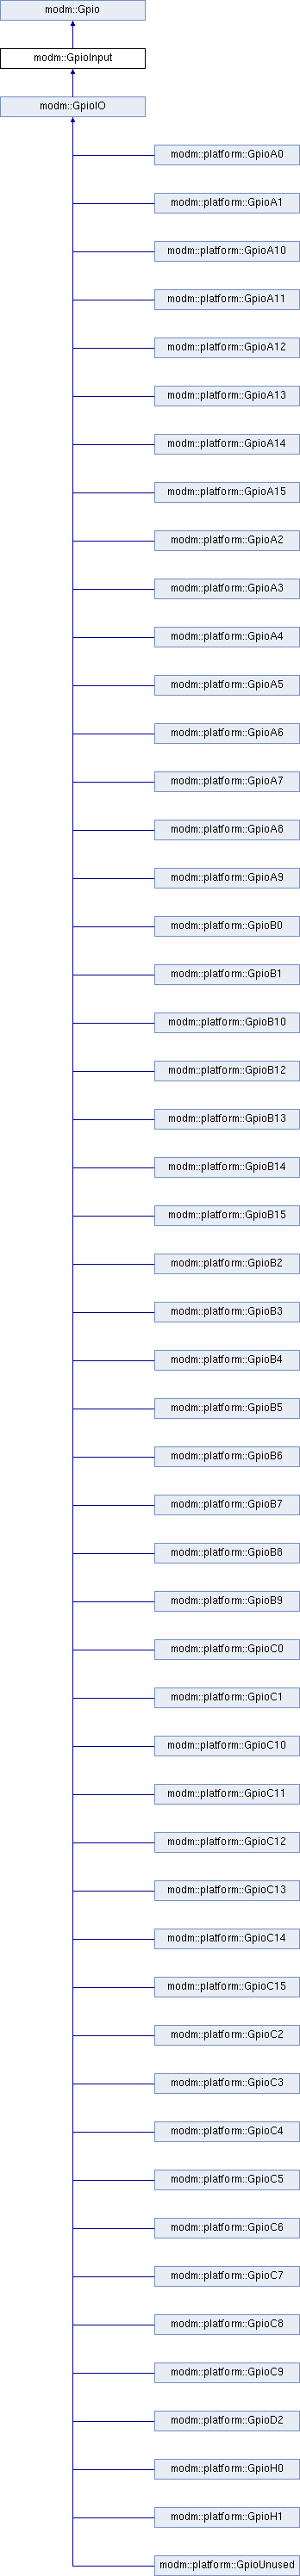 modm::Gpio
modm::GpioInput
modm::GpioIO
modm::platform::GpioA0
modm::platform::GpioA1
modm::platform::GpioA10
modm::platform::GpioA11
modm::platform::GpioA12
modm::platform::GpioA13
modm::platform::GpioA14
modm::platform::GpioA15
modm::platform::GpioA2
modm::platform::GpioA3
modm::platform::GpioA4
modm::platform::GpioA5
modm::platform::GpioA6
modm::platform::GpioA7
modm::platform::GpioA8
modm::platform::GpioA9
modm::platform::GpioB0
modm::platform::GpioB1
modm::platform::GpioB10
modm::platform::GpioB12
modm::platform::GpioB13
modm::platform::GpioB14
modm::platform::GpioB15
modm::platform::GpioB2
modm::platform::GpioB3
modm::platform::GpioB4
modm::platform::GpioB5
modm::platform::GpioB6
modm::platform::GpioB7
modm::platform::GpioB8
modm::platform::GpioB9
modm::platform::GpioC0
modm::platform::GpioC1
modm::platform::GpioC10
modm::platform::GpioC11
modm::platform::GpioC12
modm::platform::GpioC13
modm::platform::GpioC14
modm::platform::GpioC15
modm::platform::GpioC2
modm::platform::GpioC3
modm::platform::GpioC4
modm::platform::GpioC5
modm::platform::GpioC6
modm::platform::GpioC7
modm::platform::GpioC8
modm::platform::GpioC9
modm::platform::GpioD2
modm::platform::GpioH0
modm::platform::GpioH1
modm::platform::GpioUnused